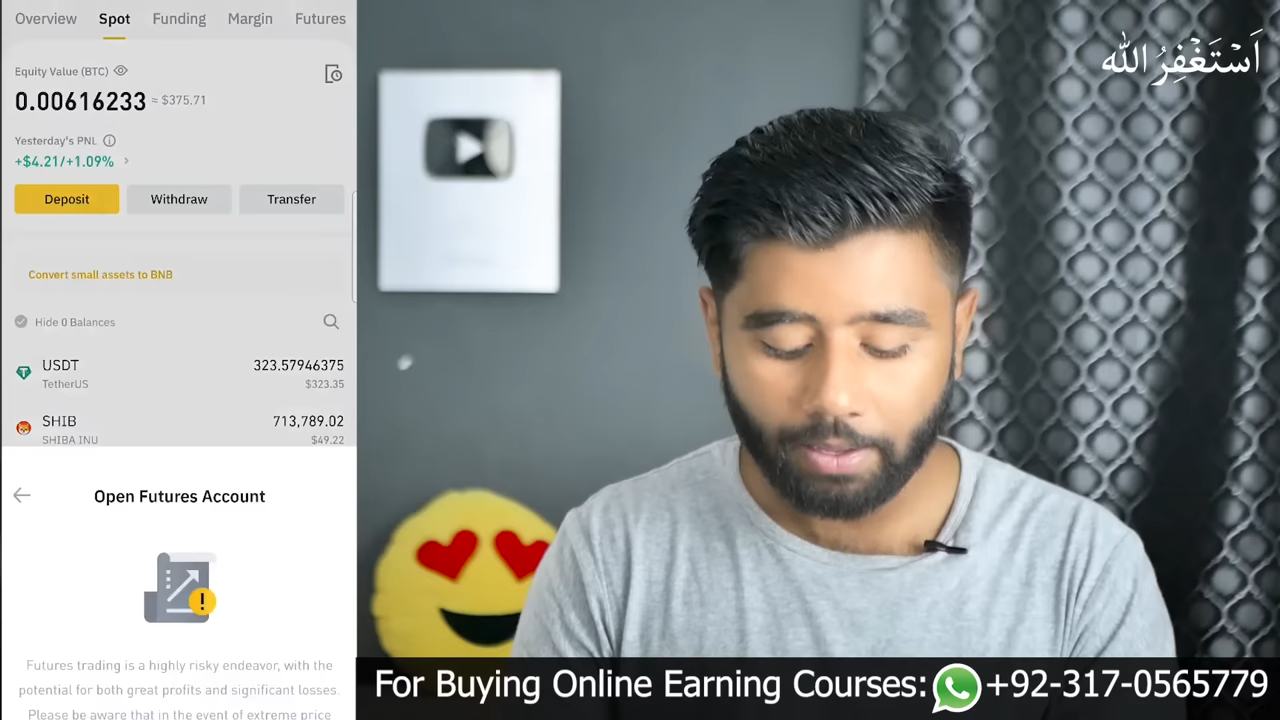 Overview Spot Funding Margin Futures
Equity Value (BTC)
0.00616233 ≈ $375.71
Yesterday's PNL
+$4.21/+1.09% >
Deposit Withdraw Transfer
Convert small assets to BNB
Hide 0 Balances
USDT 323.57946375
TetherUS $323.35
SHIB 713,789.02
SHIBA INU $49.22
Open Futures Account
Futures trading is a highly risky endeavor, with the
potential for both great profits and significant losses.
Please be aware that in the event of extreme price
اَسْتَغْفِرُ اللّٰه
For Buying Online Earning Courses: +92-317-0565779